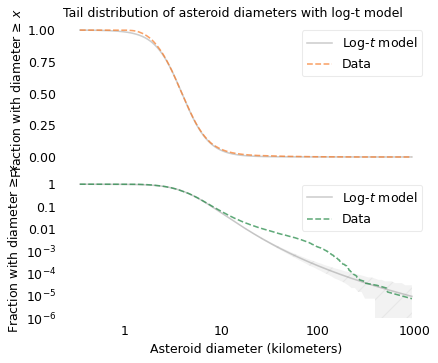 Tail distribution of asteroid diameters with log-t model
Fraction with diameter ≥ x
1.00
0.75
0.50
0.25
0.00
Log-t model
Data
Fraction with diameter ≥ x
1
0.1
0.01
10⁻³
10⁻⁴
10⁻⁵
10⁻⁶
Log-t model
Data
1
10
100
1000
Asteroid diameter (kilometers)